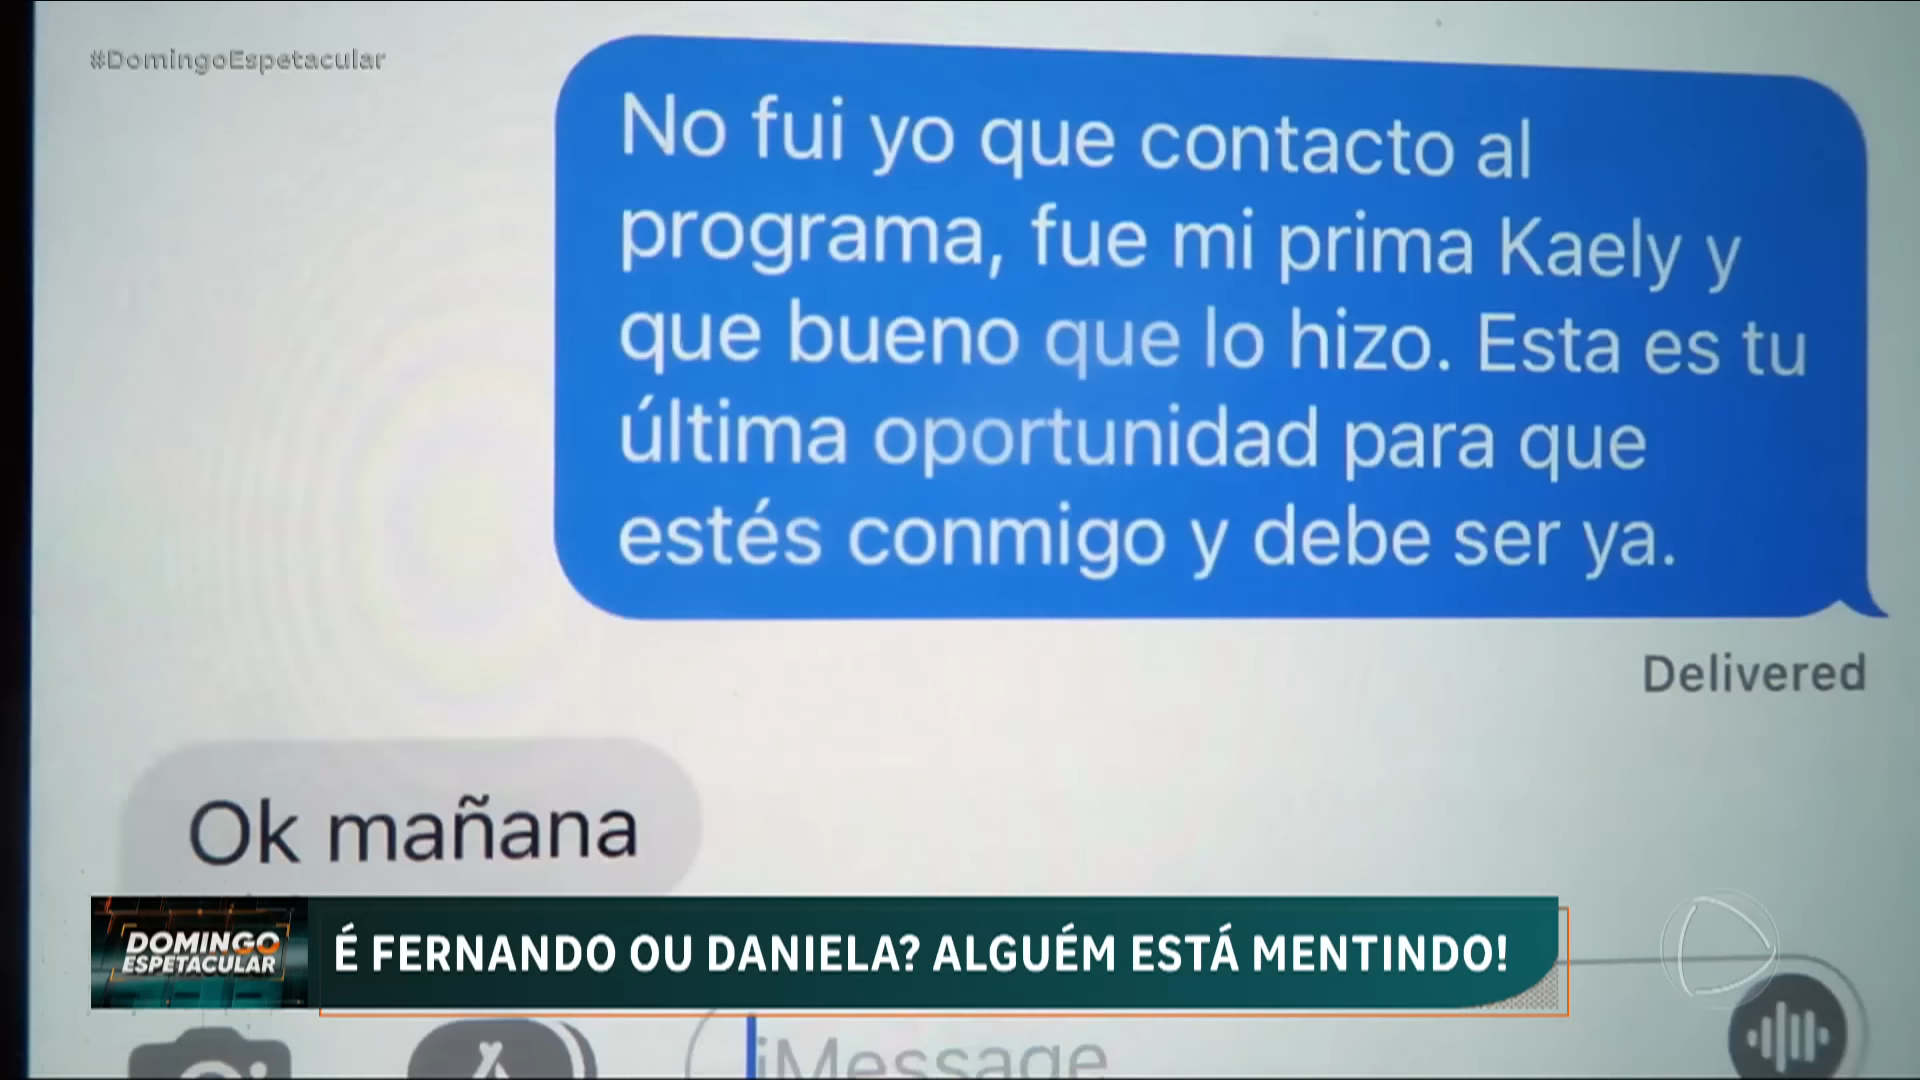 #DomingoEspetacular
No fui yo que contacto al
programa, fue mi prima Kaely y
que bueno que lo hizo. Esta es tu
última oportunidad para que
estés conmigo y debe ser ya.
Delivered
Ok mañana
DOMINGO
ESPETACULAR
É FERNANDO OU DANIELA? ALGUÉM ESTÁ MENTINDO!
iMessage